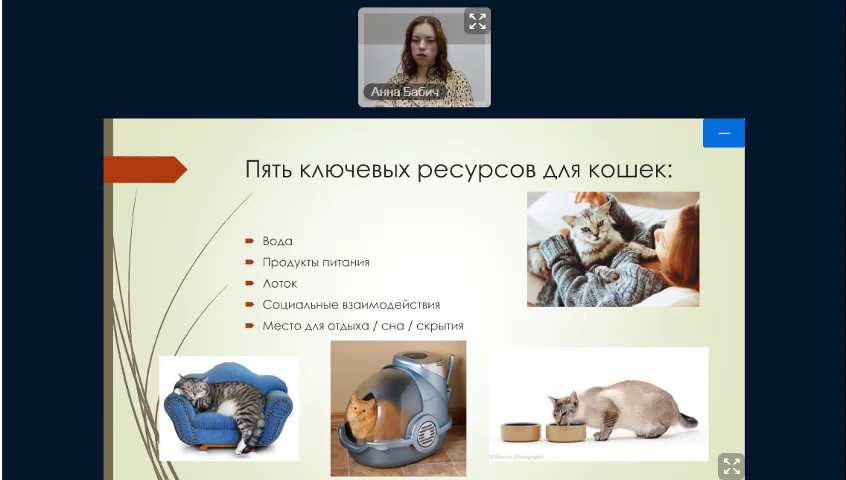 Анна Бабич
Пять ключевых ресурсов для кошек:
Вода
Продукты питания
Лоток
Социальные взаимодействия
Место для отдыха / сна / скрытия